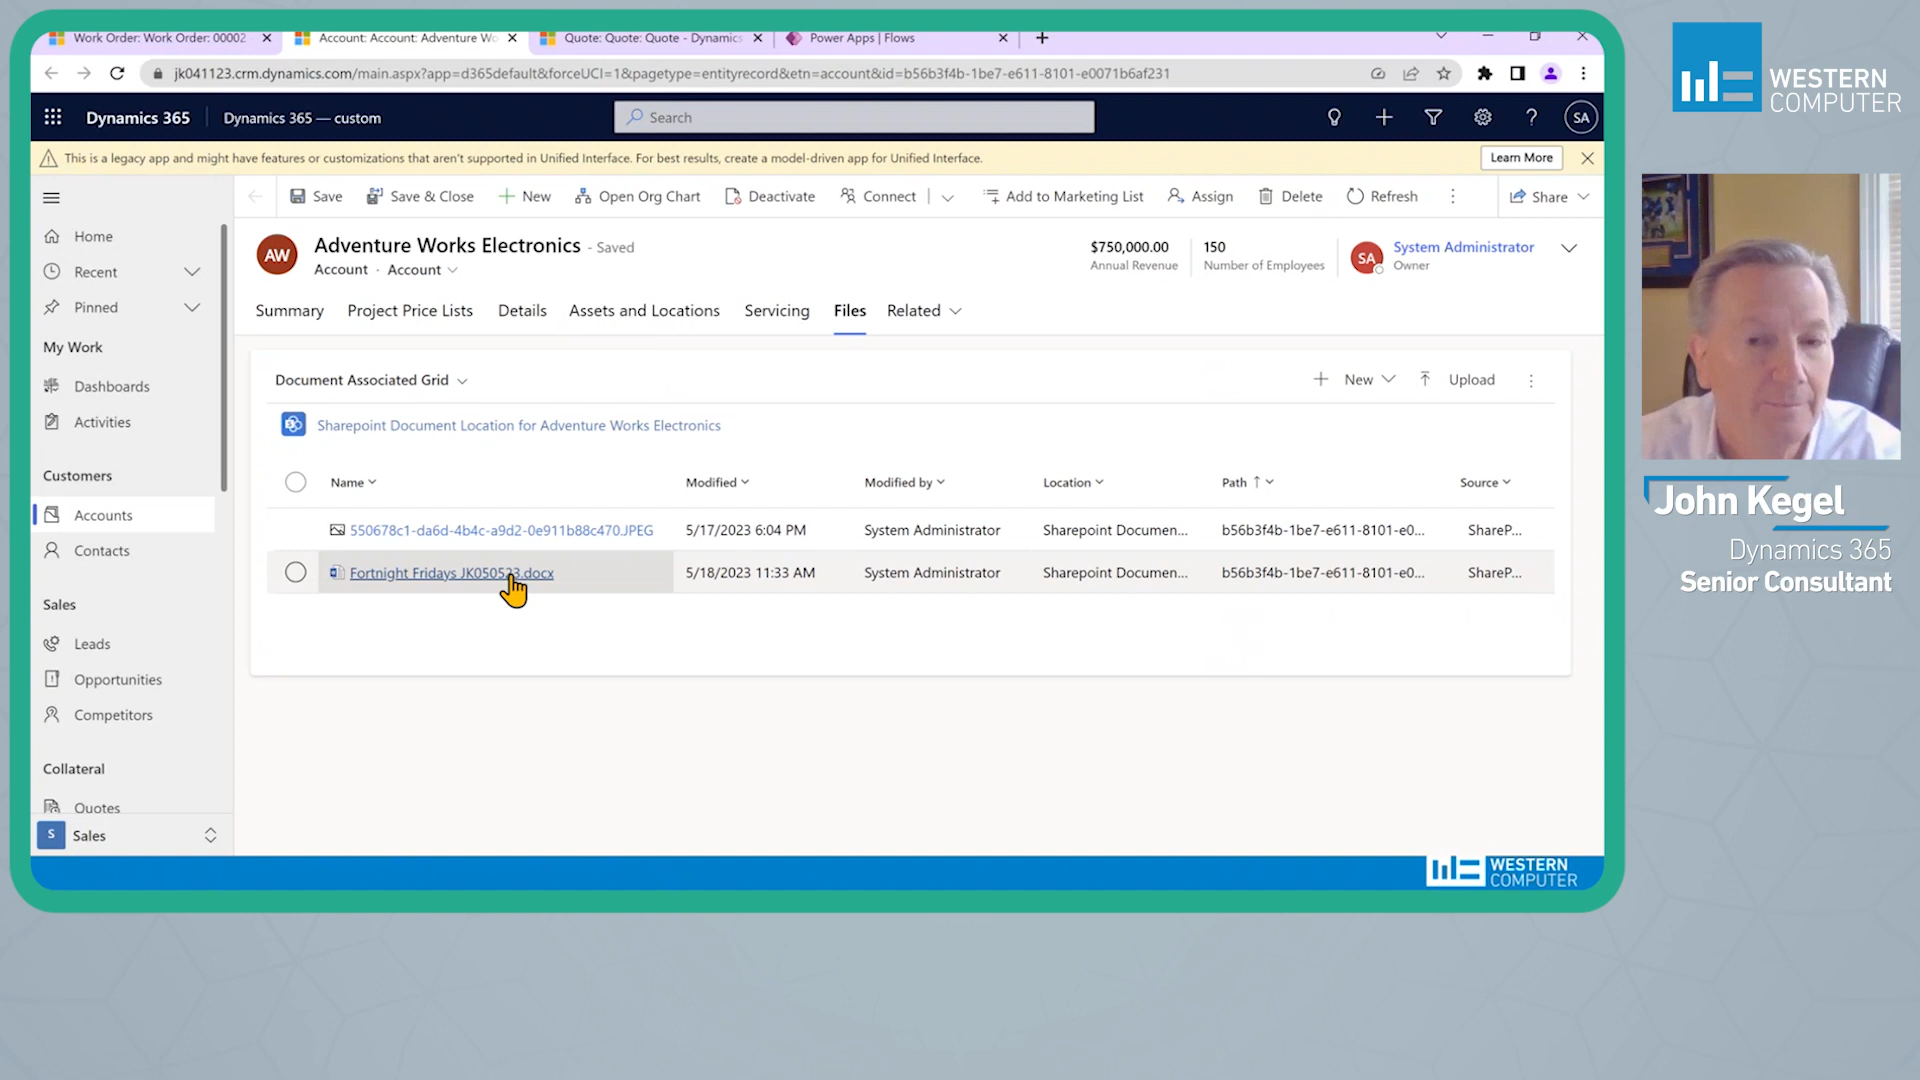 Work Order: Work Order: 00002
Account: Account: Adventure Wo
Quote: Quote: Quote - Dynamics
Power Apps | Flows
jk041123.crm.dynamics.com/main.aspx?app=d365default&forceUCI=1&pagetype=entityrecord&etn=account&id=b56b3f4b-1be7-e611-8101-e0071b6af231
Dynamics 365
Dynamics 365 — custom
Search
SA
This is a legacy app and might have features or customizations that aren't supported in Unified Interface. For best results, create a model-driven app for Unified Interface.
Learn More
Save
Save & Close
New
Open Org Chart
Deactivate
Connect
Add to Marketing List
Assign
Delete
Refresh
Share
Home
Recent
Pinned
My Work
Dashboards
Activities
Customers
Accounts
Contacts
Sales
Leads
Opportunities
Competitors
Collateral
Quotes
S Sales
AW
Adventure Works Electronics - Saved
Account · Account
$750,000.00
Annual Revenue
150
Number of Employees
SA
System Administrator
Owner
Summary
Project Price Lists
Details
Assets and Locations
Servicing
Files
Related
Document Associated Grid
New
Upload
Sharepoint Document Location for Adventure Works Electronics
Name
Modified
Modified by
Location
Path
Source
550678c1-da6d-4b4c-a9d2-0e911b88c470.JPEG
5/17/2023 6:04 PM
System Administrator
Sharepoint Documen...
b56b3f4b-1be7-e611-8101-e0...
ShareP...
Fortnight Fridays JK050523.docx
5/18/2023 11:33 AM
System Administrator
Sharepoint Documen...
b56b3f4b-1be7-e611-8101-e0...
ShareP...
WESTERN
COMPUTER
WESTERN
COMPUTER
John Kegel
Dynamics 365
Senior Consultant